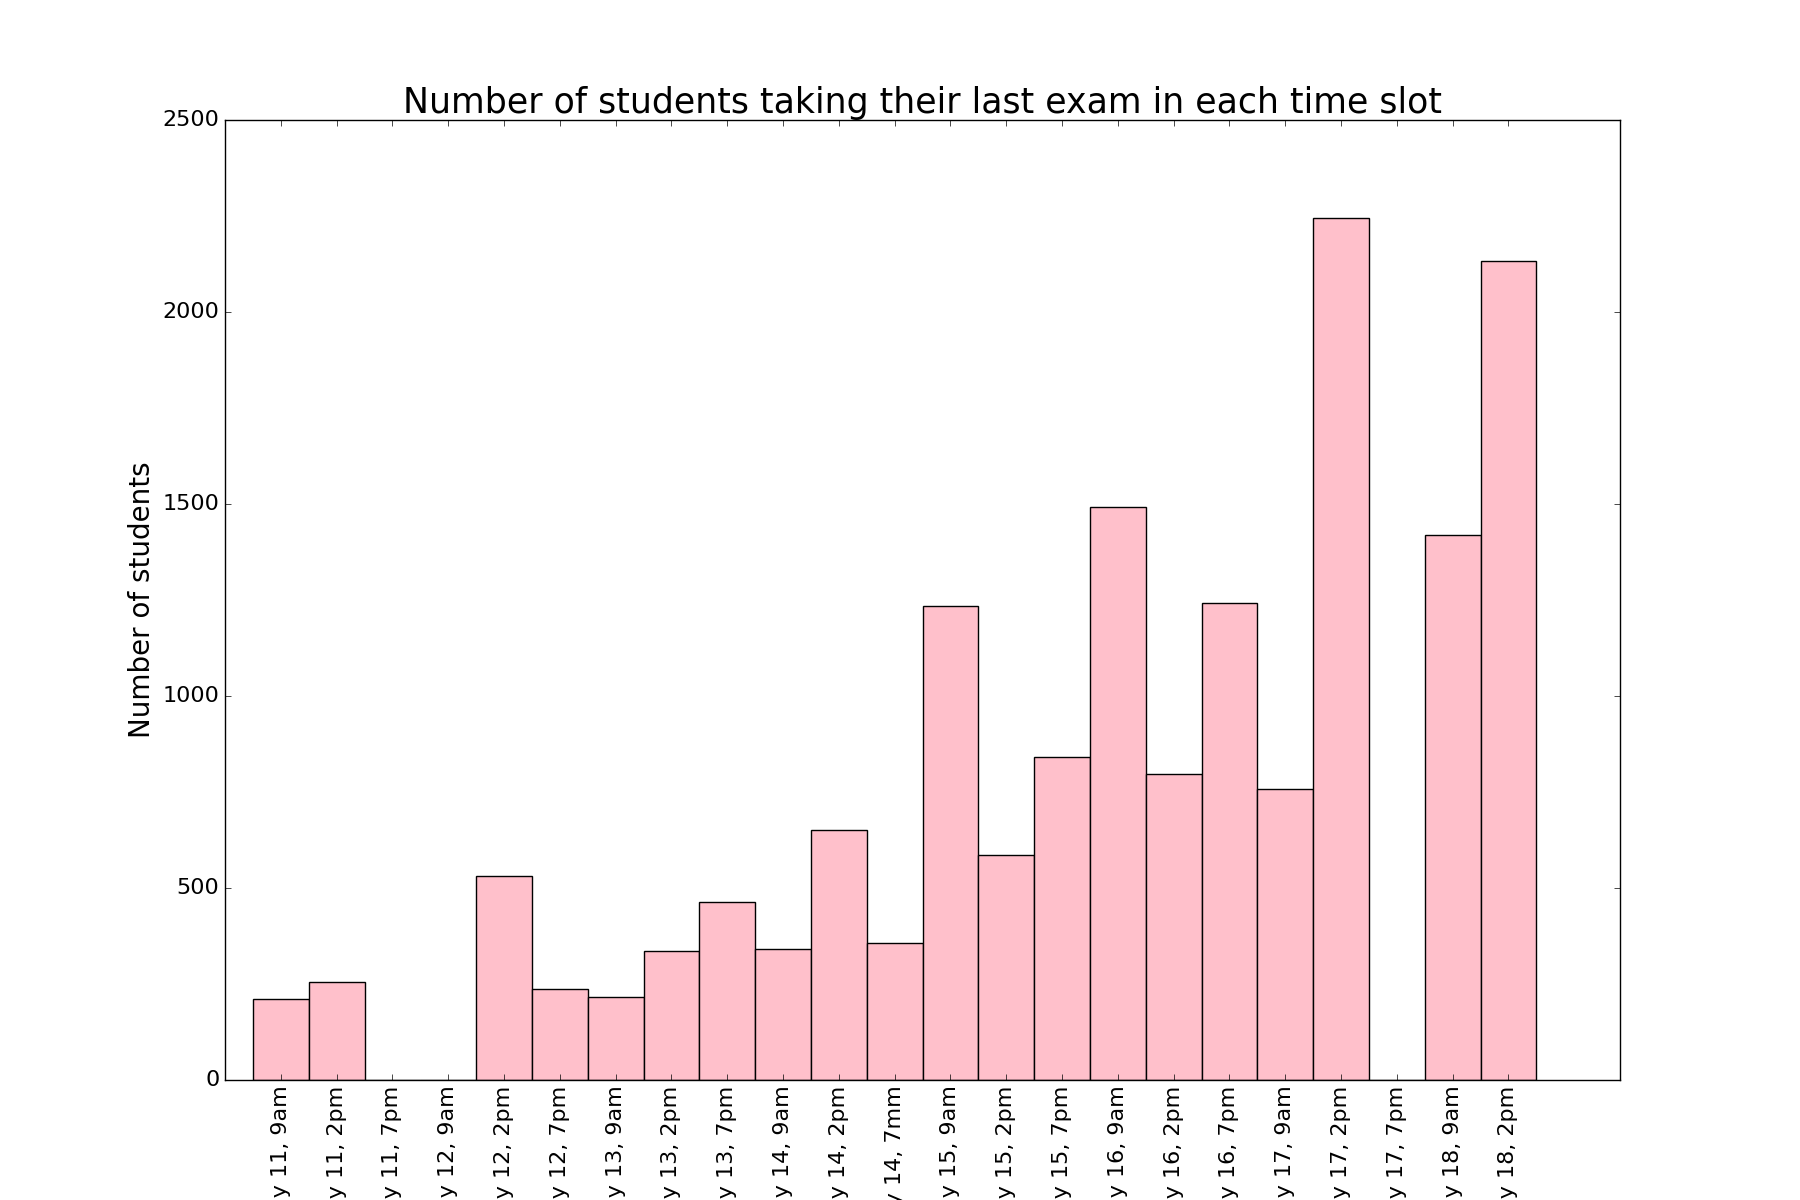 Number of students taking their last exam in each time slot
Number of students
2500
2000
1500
1000
500
0
y 11, 9am
y 11, 2pm
y 11, 7pm
y 12, 9am
y 12, 2pm
y 12, 7pm
y 13, 9am
y 13, 2pm
y 13, 7pm
y 14, 9am
y 14, 2pm
y 14, 7mm
y 15, 9am
y 15, 2pm
y 15, 7pm
y 16, 9am
y 16, 2pm
y 16, 7pm
y 17, 9am
y 17, 2pm
y 17, 7pm
y 18, 9am
y 18, 2pm